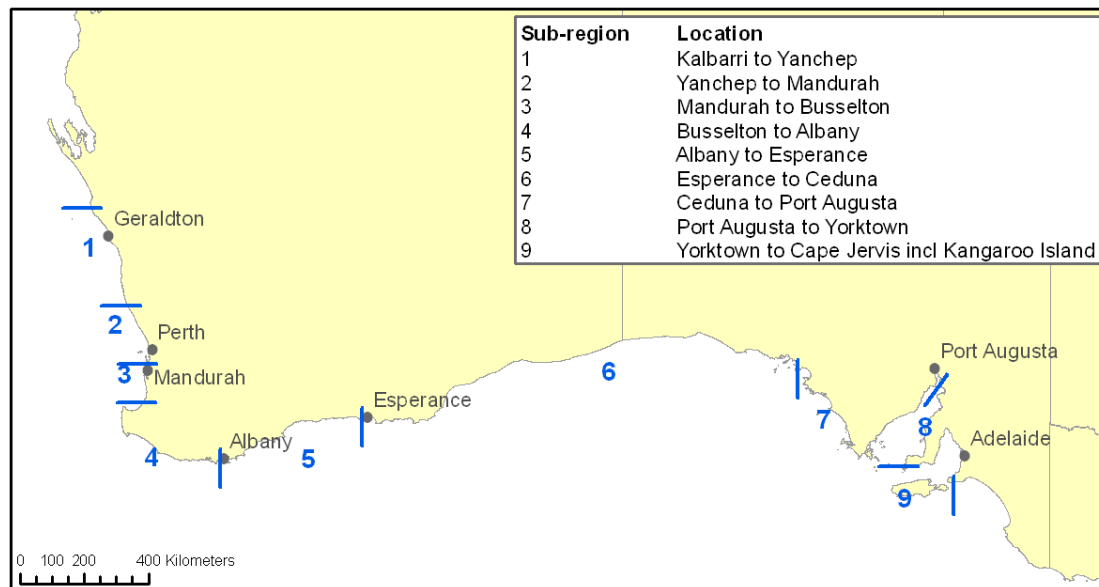 Sub-region Location
1 Kalbarri to Yanchep
2 Yanchep to Mandurah
3 Mandurah to Busselton
4 Busselton to Albany
5 Albany to Esperance
6 Esperance to Ceduna
7 Ceduna to Port Augusta
8 Port Augusta to Yorktown
9 Yorktown to Cape Jervis incl Kangaroo Island
Geraldton
1
2
Perth
3
Mandurah
6
Port Augusta
Esperance
7
8
Albany
4
5
Adelaide
9
0 100 200 400 Kilometers